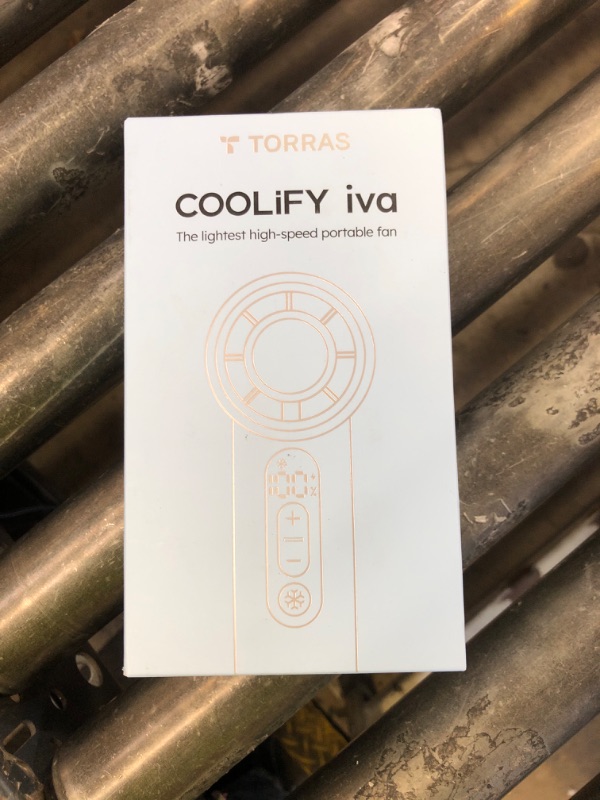 TORRAS
COOLiFY iva
The lightest high-speed portable fan
100%
+
-